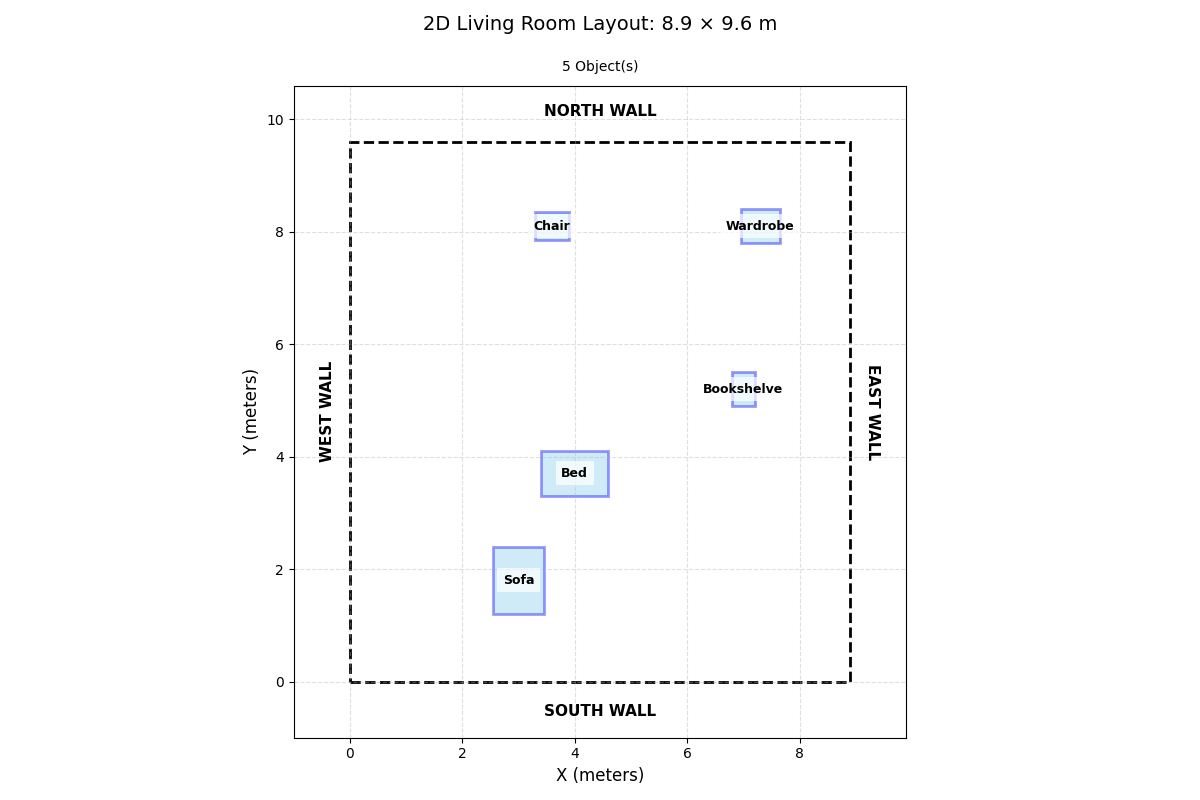 2D Living Room Layout: 8.9 × 9.6 m
5 Object(s)
NORTH WALL
10
8
6
4
2
0
Y (meters)
WEST WALL
EAST WALL
Chair
Wardrobe
Bookshelve
Bed
Sofa
SOUTH WALL
0
2
4
6
8
X (meters)